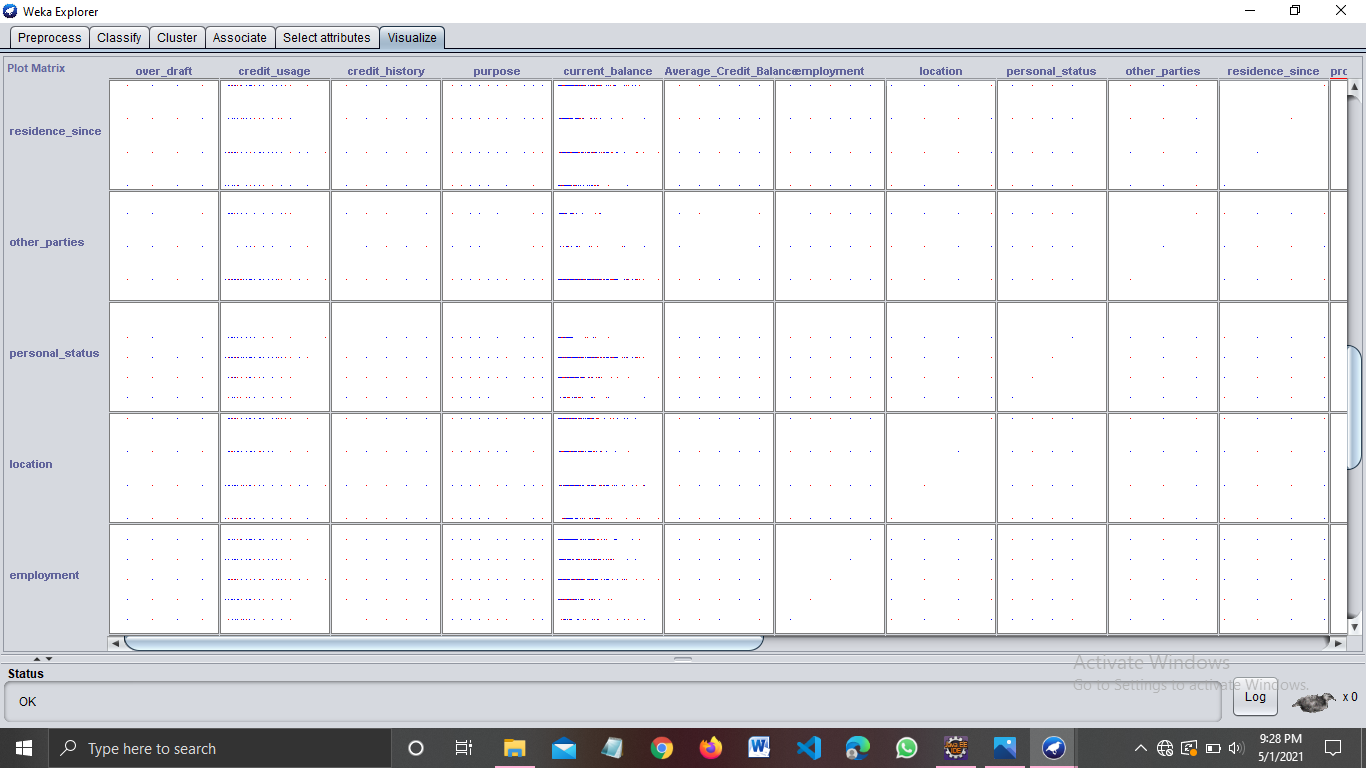 Weka Explorer
Preprocess Classify Cluster Associate Select attributes Visualize
Plot Matrix over_draft credit_usage credit_history purpose current_balance Average_Credit_Balance employment location personal_status other_parties residence_since
residence_since
other_parties
personal_status
location
employment
Activate Windows
Go to Settings to activate Windows.
Status
OK
Log
x 0
Type here to search
9:28 PM
5/1/2021